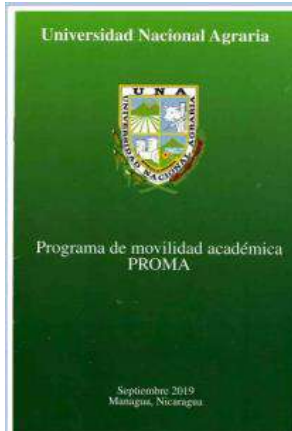 Universidad Nacional Agraria
UNA
UNIVERSIDAD NACIONAL AGRARIA
Programa de movilidad académica
PROMA
Septiembre 2019
Managua, Nicaragua.